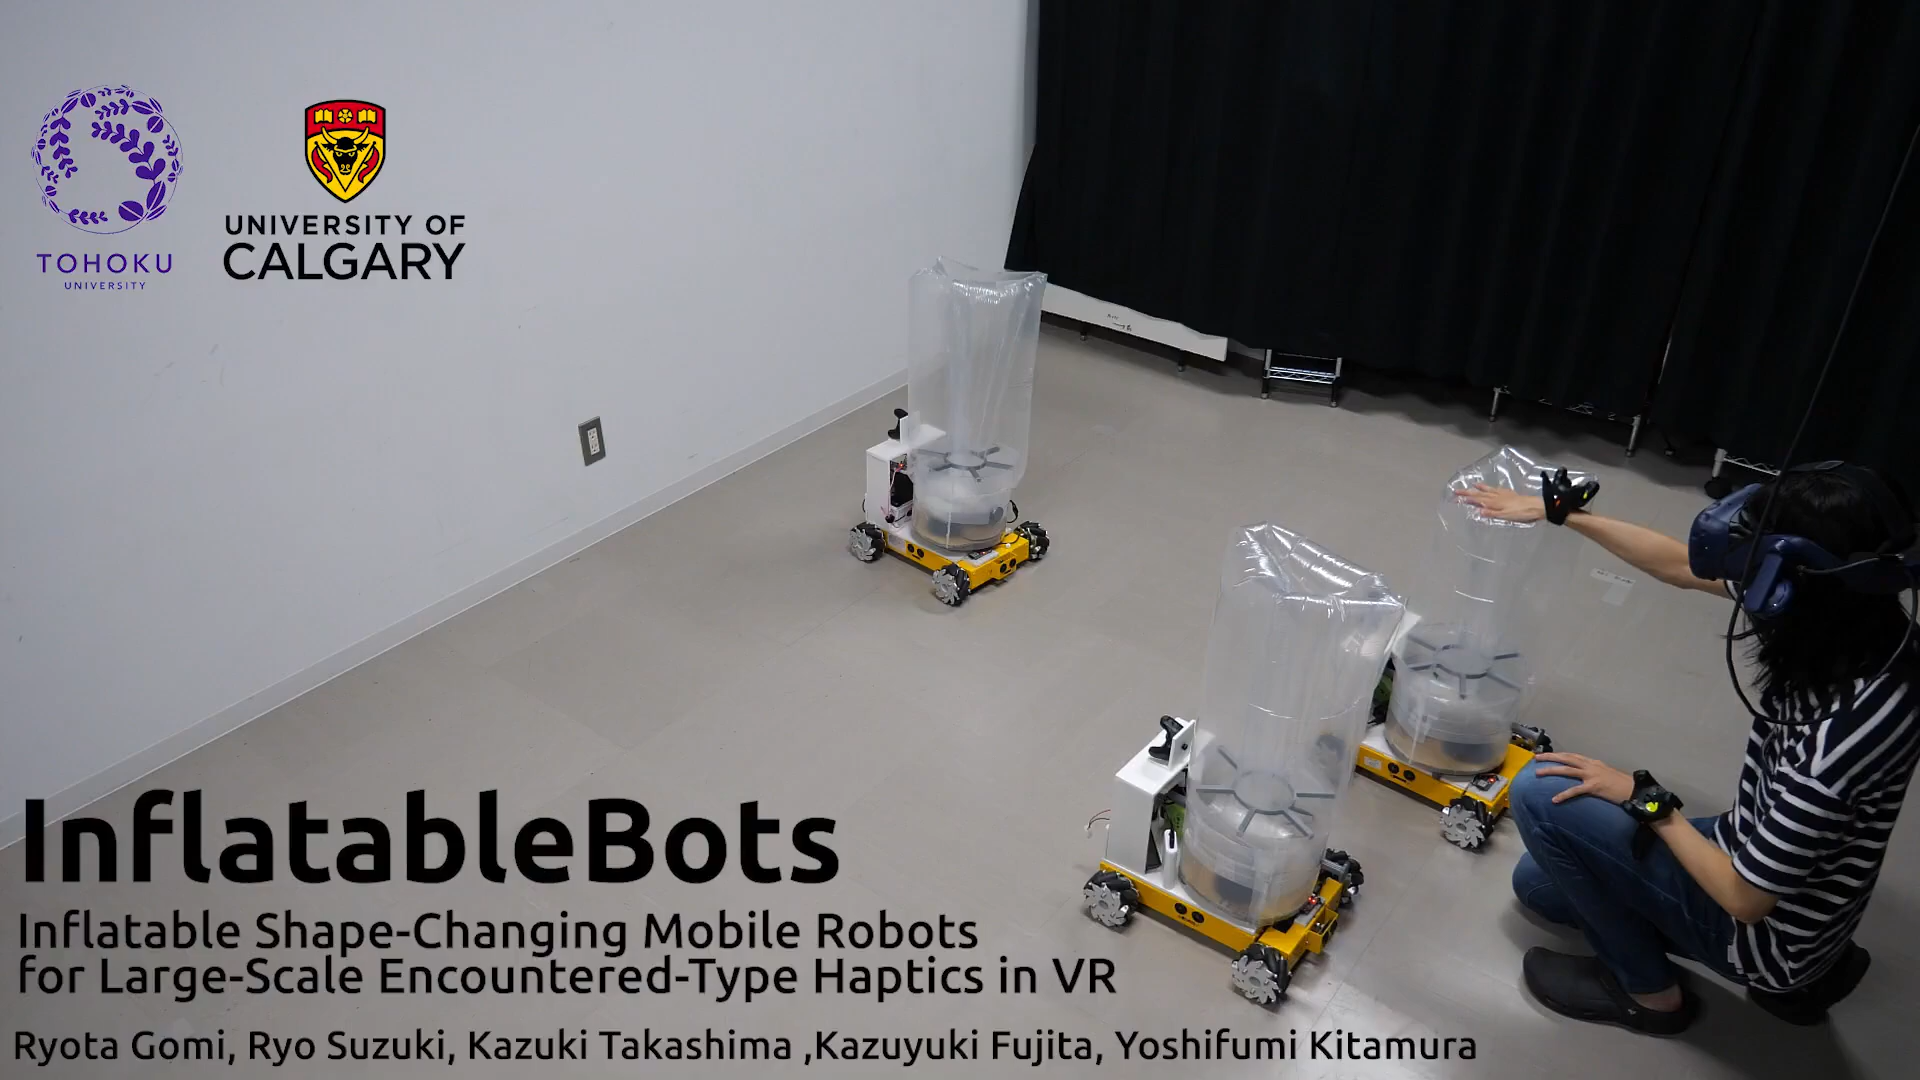 TOHOKU
UNIVERSITY
UNIVERSITY OF
CALGARY
InflatableBots
Inflatable Shape-Changing Mobile Robots
for Large-Scale Encountered-Type Haptics in VR
Ryota Gomi, Ryo Suzuki, Kazuki Takashima ,Kazuyuki Fujita, Yoshifumi Kitamura